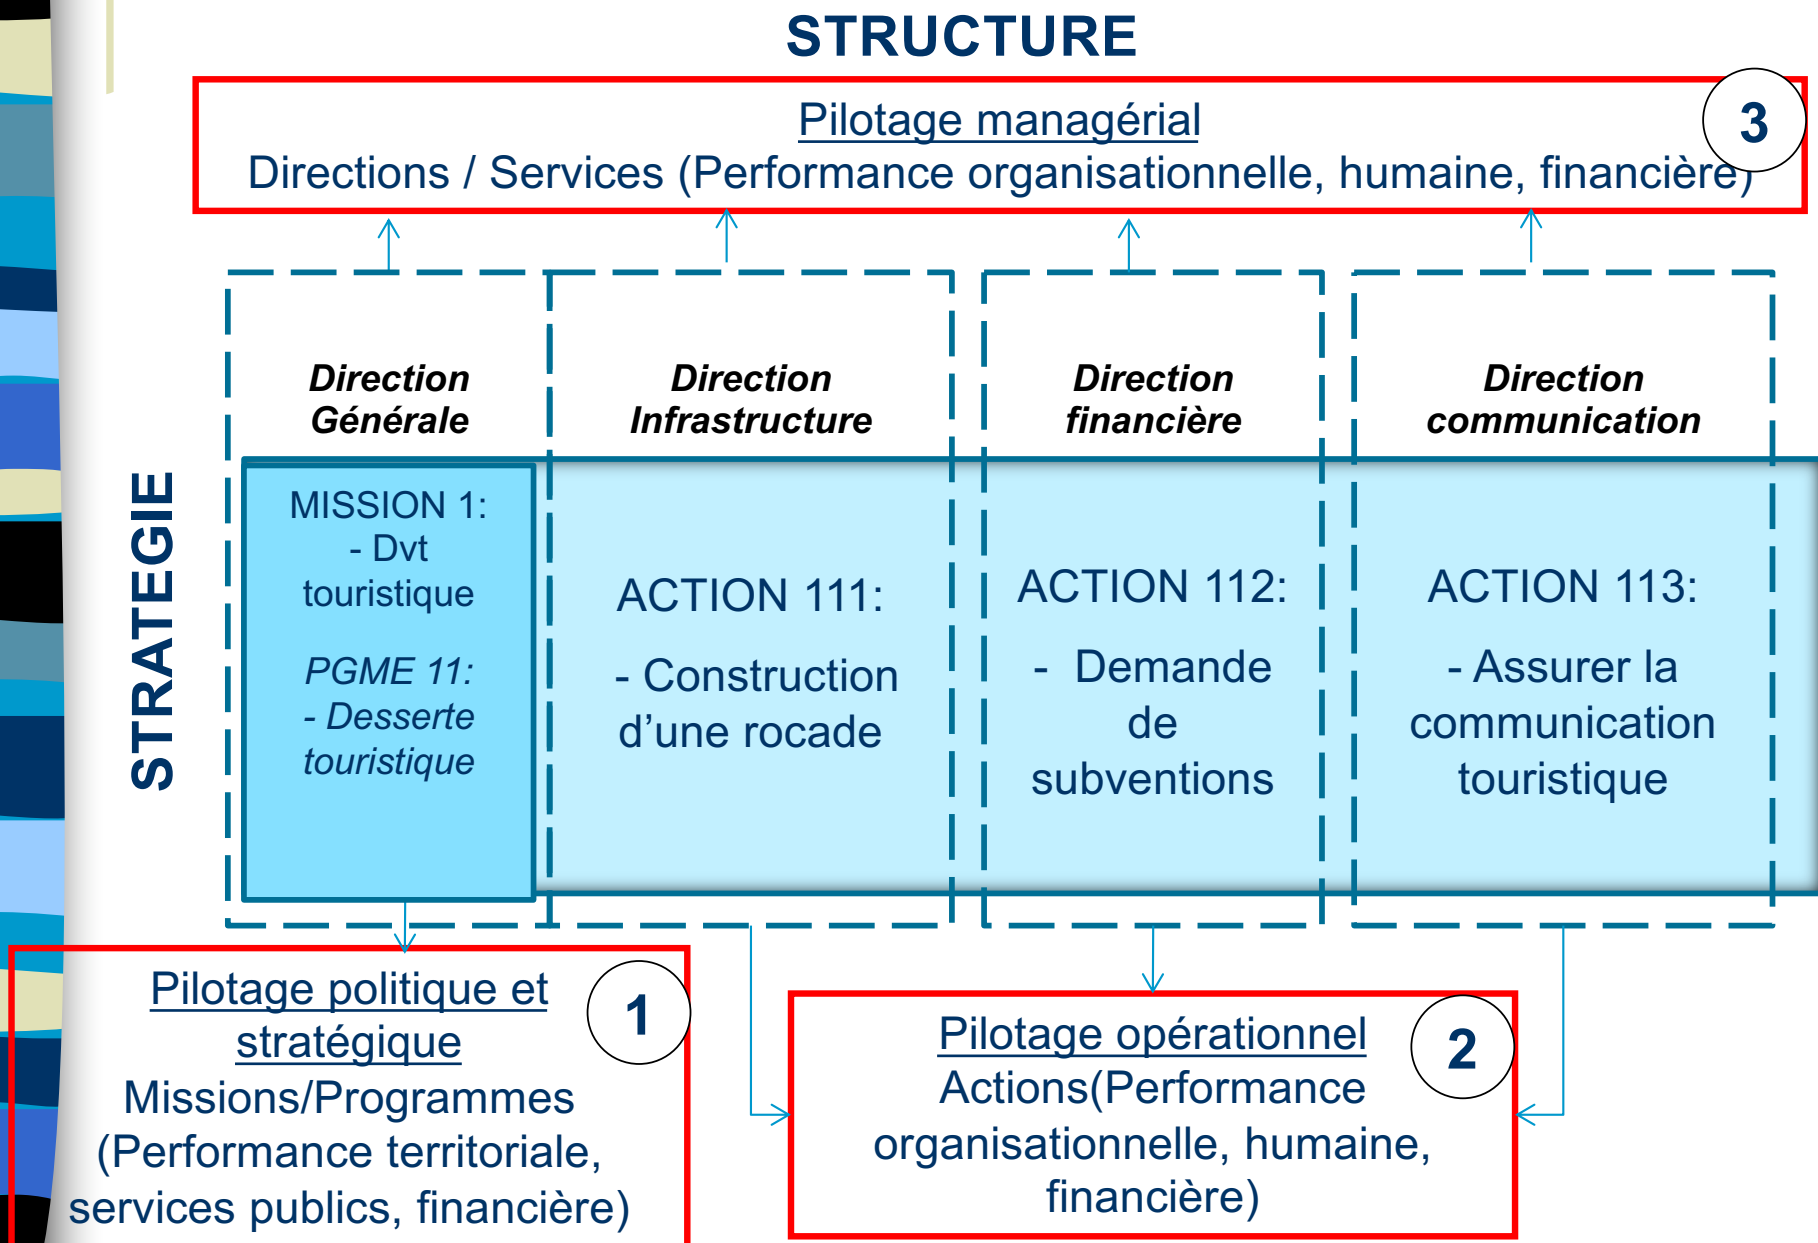 STRUCTURE
Pilotage managérial
3
Directions / Services (Performance organisationnelle, humaine, financière)
Direction
Générale
Direction
Infrastructure
Direction
financière
Direction
communication
STRATEGIE
MISSION 1:
- Dvt
touristique
PGME 11:
- Desserte
touristique
ACTION 111:
- Construction
d’une rocade
ACTION 112:
- Demande
de
subventions
ACTION 113:
- Assurer la
communication
touristique
Pilotage politique et
stratégique
1
Missions/Programmes
(Performance territoriale,
services publics, financière)
Pilotage opérationnel
2
Actions(Performance
organisationnelle, humaine,
financière)